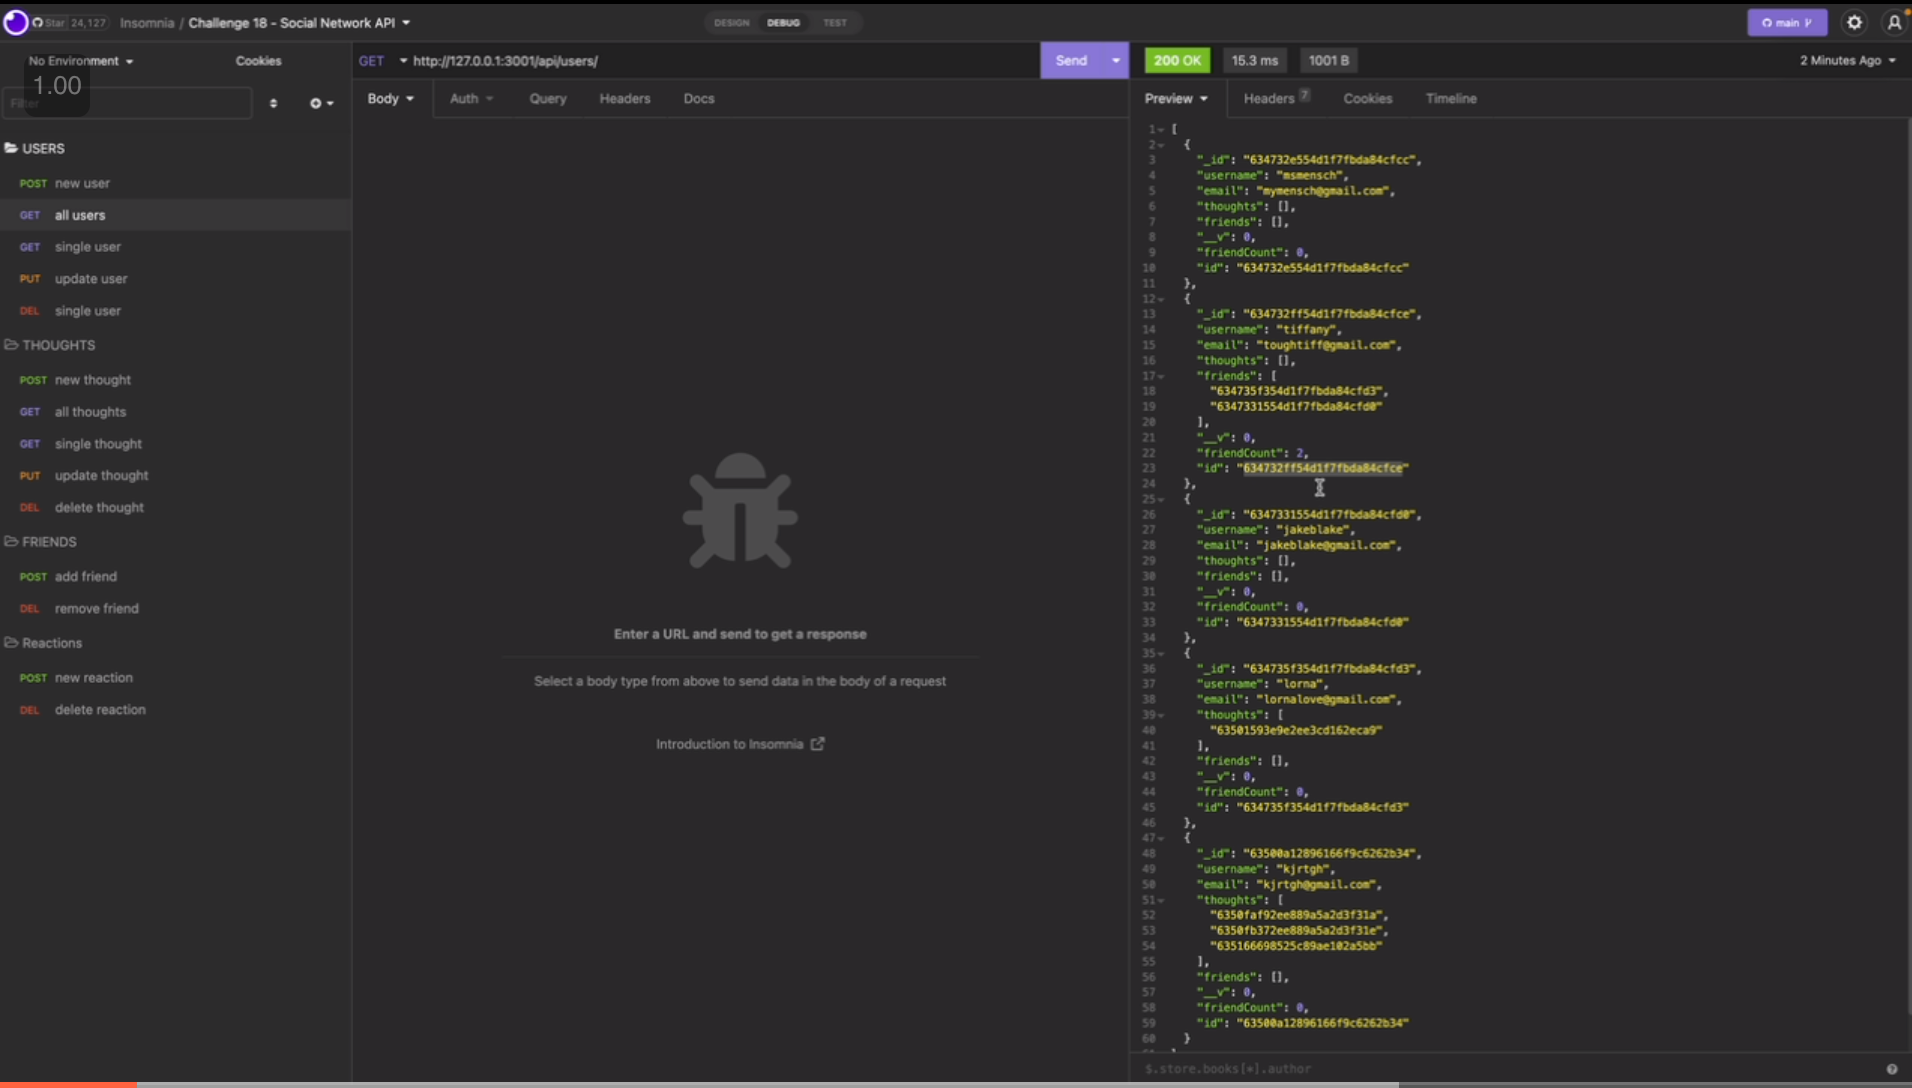 Star 24,127 Insomnia / Challenge 18 - Social Network API
DESIGN DEBUG TEST
main
No Environment Cookies
1.00
Filter
USERS
POST new user
GET all users
GET single user
PUT update user
DEL single user
THOUGHTS
POST new thought
GET all thoughts
GET single thought
PUT update thought
DEL delete thought
FRIENDS
POST add friend
DEL remove friend
Reactions
POST new reaction
DEL delete reaction
GET http://127.0.0.1:3001/api/users/ Send
Body Auth Query Headers Docs
Enter a URL and send to get a response
Select a body type from above to send data in the body of a request
Introduction to Insomnia
200 OK 15.3 ms 1001 B 2 Minutes Ago
Preview Headers 7 Cookies Timeline
1 [
2 {
3 "_id": "634732e554d1f7fbda84cfcc",
4 "username": "msmensch",
5 "email": "mymensch@gmail.com",
6 "thoughts": [],
7 "friends": [],
8 "__v": 0,
9 "friendCount": 0,
10 "id": "634732e554d1f7fbda84cfcc"
11 },
12 {
13 "_id": "634732ff54d1f7fbda84cfce",
14 "username": "tiffany",
15 "email": "toughtiff@gmail.com",
16 "thoughts": [],
17 "friends": [
18 "634735f354d1f7fbda84cfd3",
19 "6347331554d1f7fbda84cfd0"
20 ],
21 "__v": 0,
22 "friendCount": 2,
23 "id": "634732ff54d1f7fbda84cfce"
24 },
25 {
26 "_id": "6347331554d1f7fbda84cfd0",
27 "username": "jakeblake",
28 "email": "jakeblake@gmail.com",
29 "thoughts": [],
30 "friends": [],
31 "__v": 0,
32 "friendCount": 0,
33 "id": "6347331554d1f7fbda84cfd0"
34 },
35 {
36 "_id": "634735f354d1f7fbda84cfd3",
37 "username": "lorna",
38 "email": "lornalove@gmail.com",
39 "thoughts": [
40 "63501593e9e2ee3cd162eca9"
41 ],
42 "friends": [],
43 "__v": 0,
44 "friendCount": 0,
45 "id": "634735f354d1f7fbda84cfd3"
46 },
47 {
48 "_id": "63500a12896166f9c6262b34",
49 "username": "kjrtgh",
50 "email": "kjrtgh@gmail.com",
51 "thoughts": [
52 "6350faf92ee889a5a2d3f31a",
53 "6350fb372ee889a5a2d3f31e",
54 "635166698525c89ae102a5bb"
55 ],
56 "friends": [],
57 "__v": 0,
58 "friendCount": 0,
59 "id": "63500a12896166f9c6262b34"
60 }
$.store.books[*].author